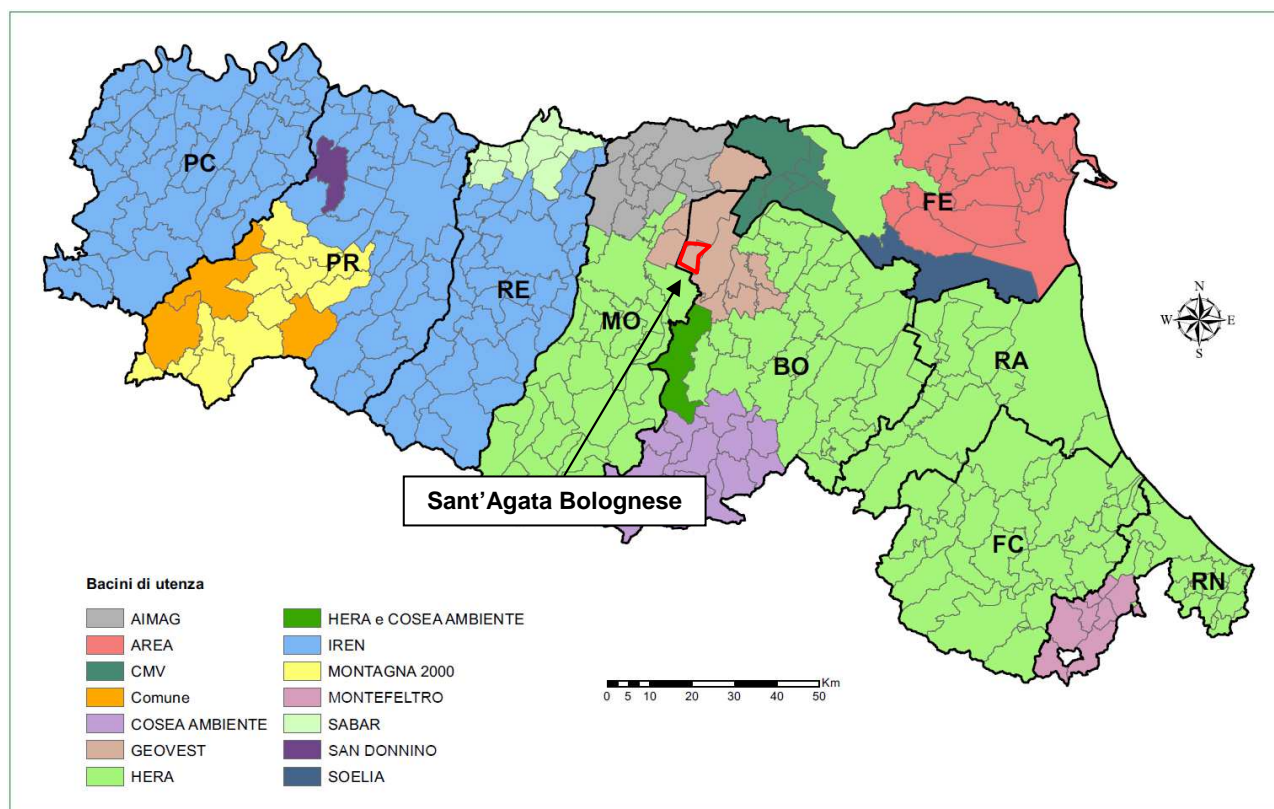 PC
PR
RE
MO
BO
FE
RA
FC
RN
N
W E
S
Sant'Agata Bolognese
Bacini di utenza
AIMAG
AREA
CMV
Comune
COSEA AMBIENTE
GEOVEST
HERA
HERA e COSEA AMBIENTE
IREN
MONTAGNA 2000
MONTEFELTRO
SABAR
SAN DONNINO
SOELIA
0 5 10 20 30 40 50 Km